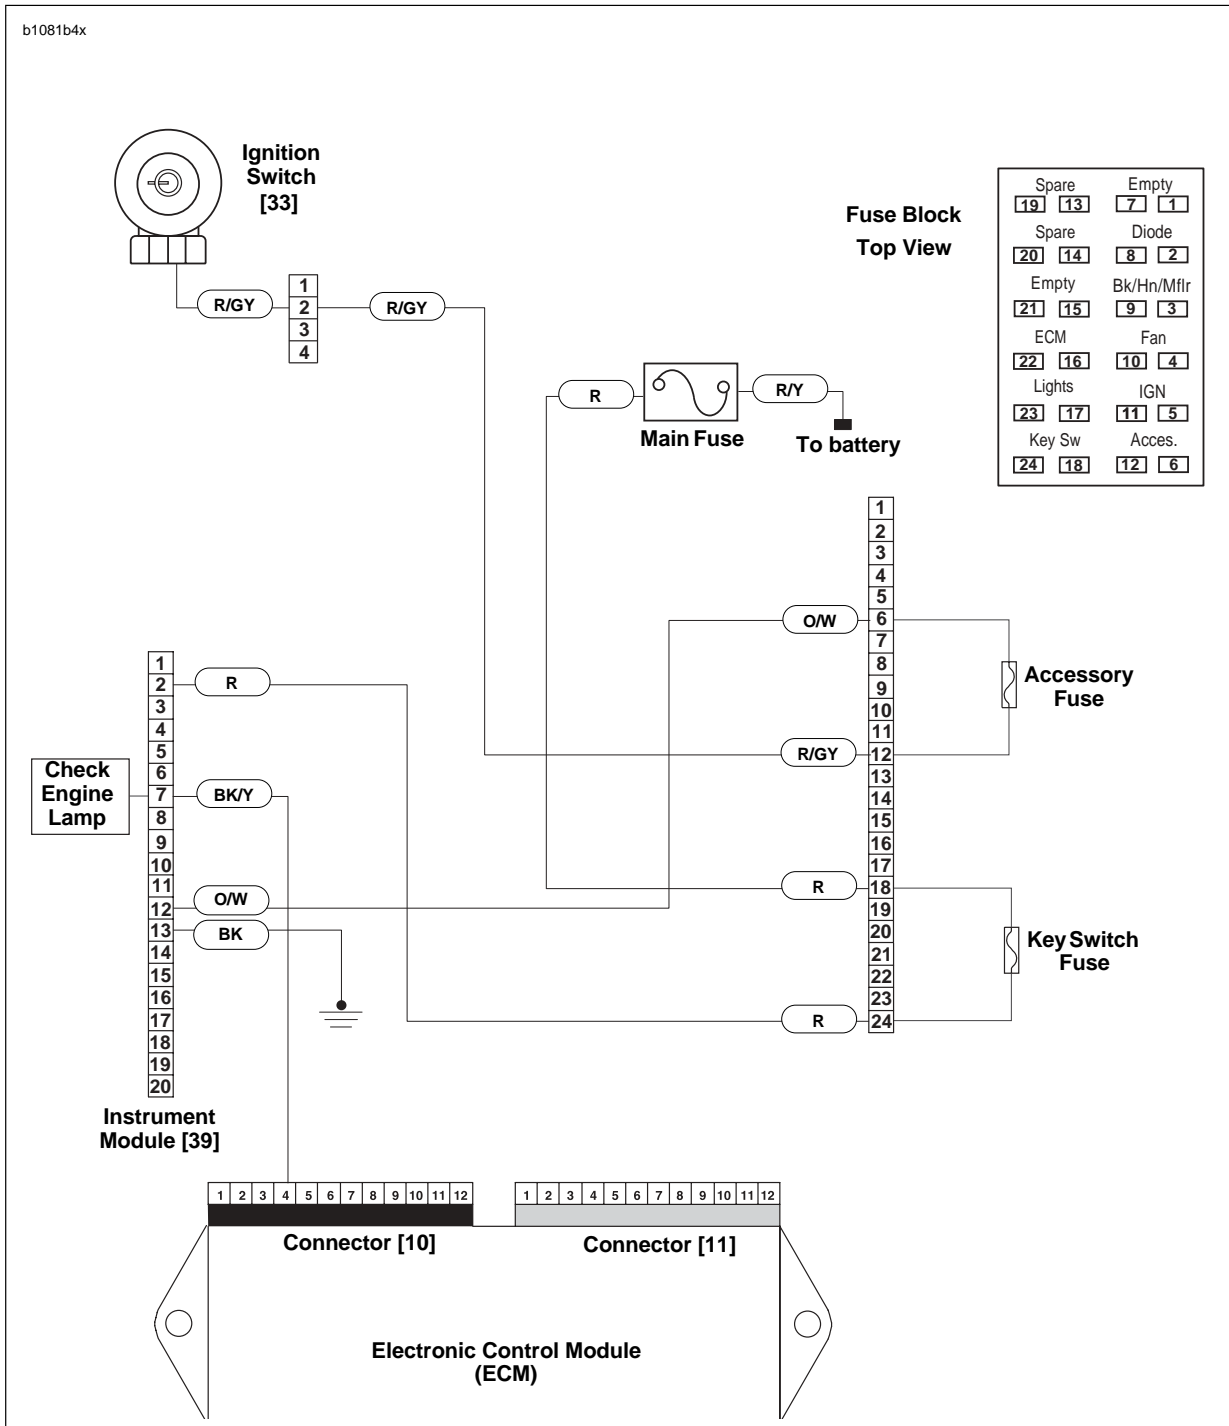 b1081b4x
Ignition
Switch
[33]
R/GY
1
2
3
4
R/GY
Fuse Block
Top View
Spare Empty
19 13 7 1
Spare Diode
20 14 8 2
Empty Bk/Hn/Mflr
21 15 9 3
ECM Fan
22 16 10 4
Lights IGN
23 17 11 5
Key Sw Acces.
24 18 12 6
R
R/Y
Main Fuse
To battery
1
2
3
4
5
6
7
8
9
10
11
12
13
14
15
16
17
18
19
20
21
22
23
24
O/W
R/GY
R
R
Accessory
Fuse
Key Switch
Fuse
Check
Engine
Lamp
1
2
3
4
5
6
7
8
9
10
11
12
13
14
15
16
17
18
19
20
R
BK/Y
O/W
BK
Instrument
Module [39]
1 2 3 4 5 6 7 8 9 10 11 12
1 2 3 4 5 6 7 8 9 10 11 12
Connector [10]
Connector [11]
Electronic Control Module
(ECM)